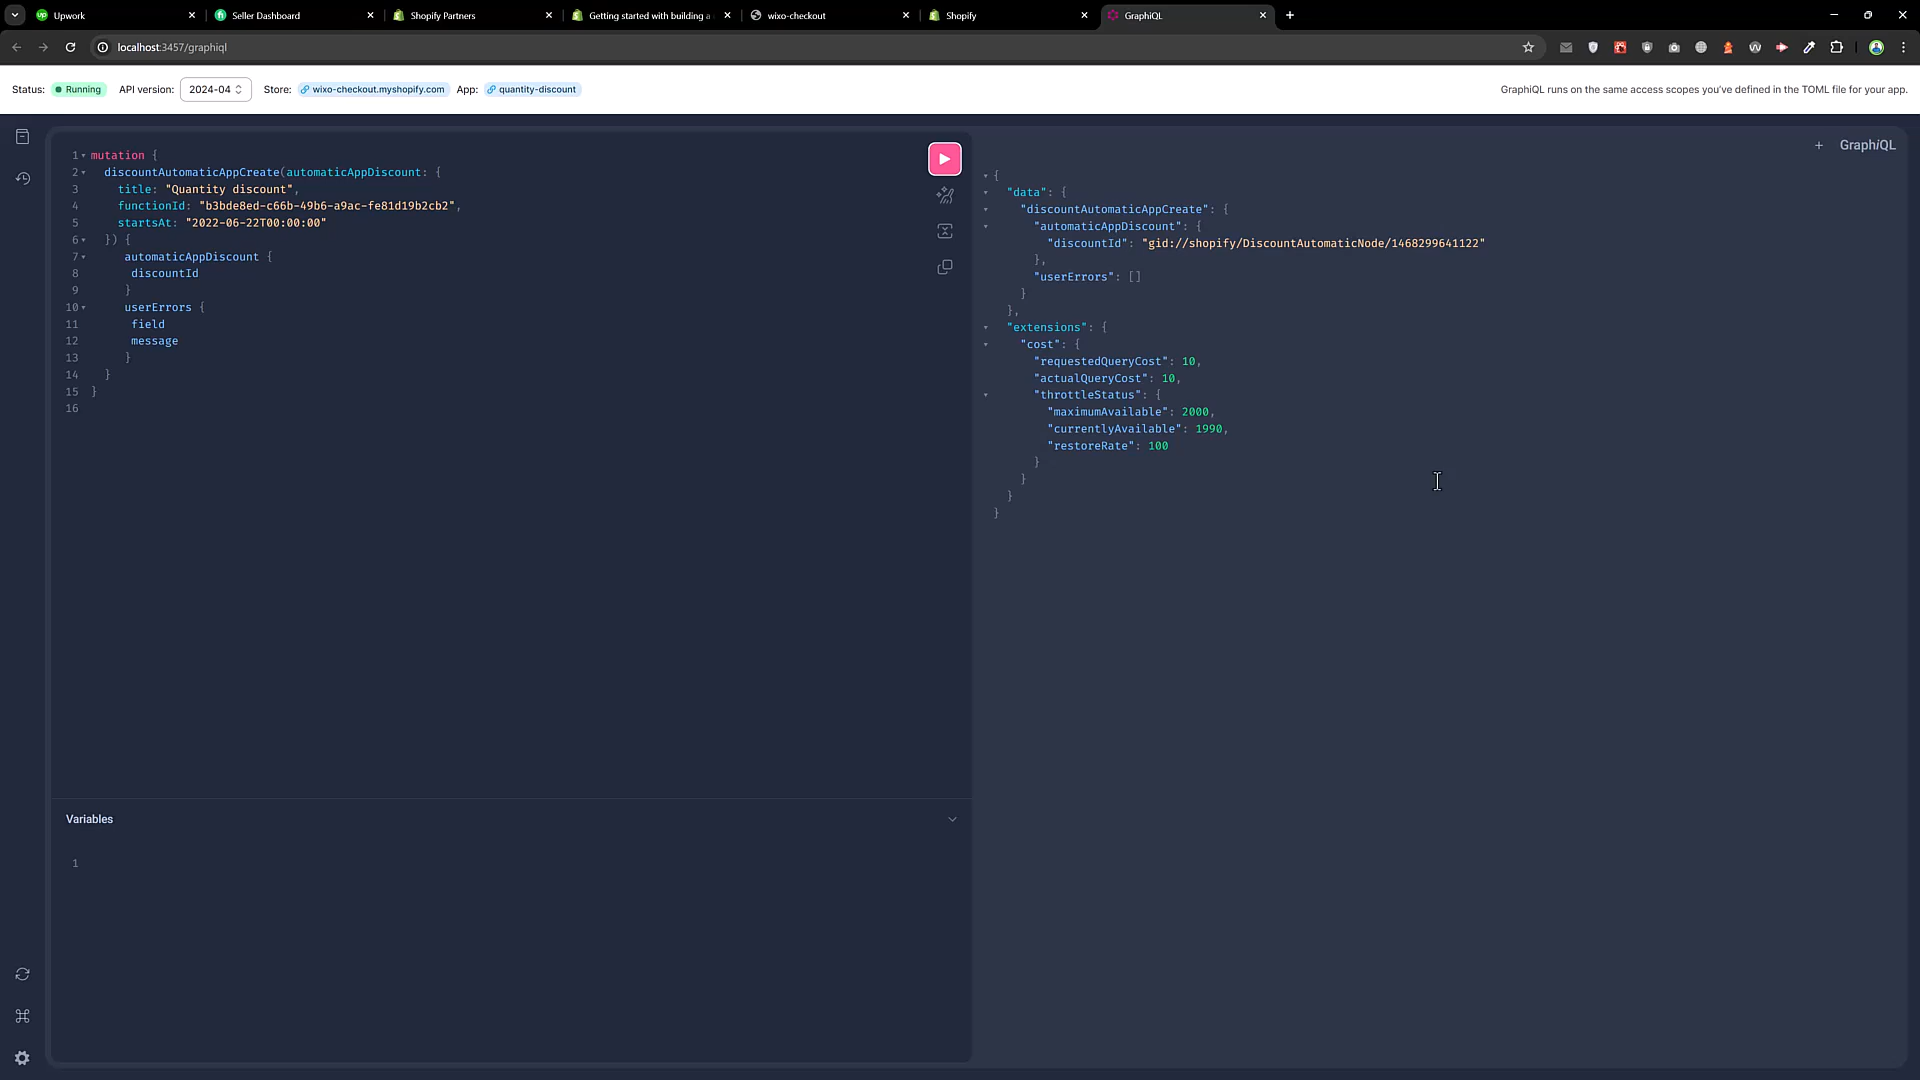 Upwork
Seller Dashboard
Shopify Partners
Getting started with building a
wixo-checkout
Shopify
GraphiQL
localhost:3457/graphiql
Status: Running API version: 2024-04 Store: wixo-checkout.myshopify.com App: quantity-discount
GraphiQL runs on the same access scopes you've defined in the TOML file for your app.
1 mutation {
2 discountAutomaticAppCreate(automaticAppDiscount: {
3 title: "Quantity discount",
4 functionId: "b3bde8ed-c66b-49b6-a9ac-fe81d19b2cb2",
5 startsAt: "2022-06-22T00:00:00"
6 }) {
7 automaticAppDiscount {
8 discountId
9 }
10 userErrors {
11 field
12 message
13 }
14 }
15 }
16
Variables
1
+ GraphiQL
{
"data": {
"discountAutomaticAppCreate": {
"automaticAppDiscount": {
"discountId": "gid://shopify/DiscountAutomaticNode/1468299641122"
},
"userErrors": []
}
},
"extensions": {
"cost": {
"requestedQueryCost": 10,
"actualQueryCost": 10,
"throttleStatus": {
"maximumAvailable": 2000,
"currentlyAvailable": 1990,
"restoreRate": 100
}
}
}
}